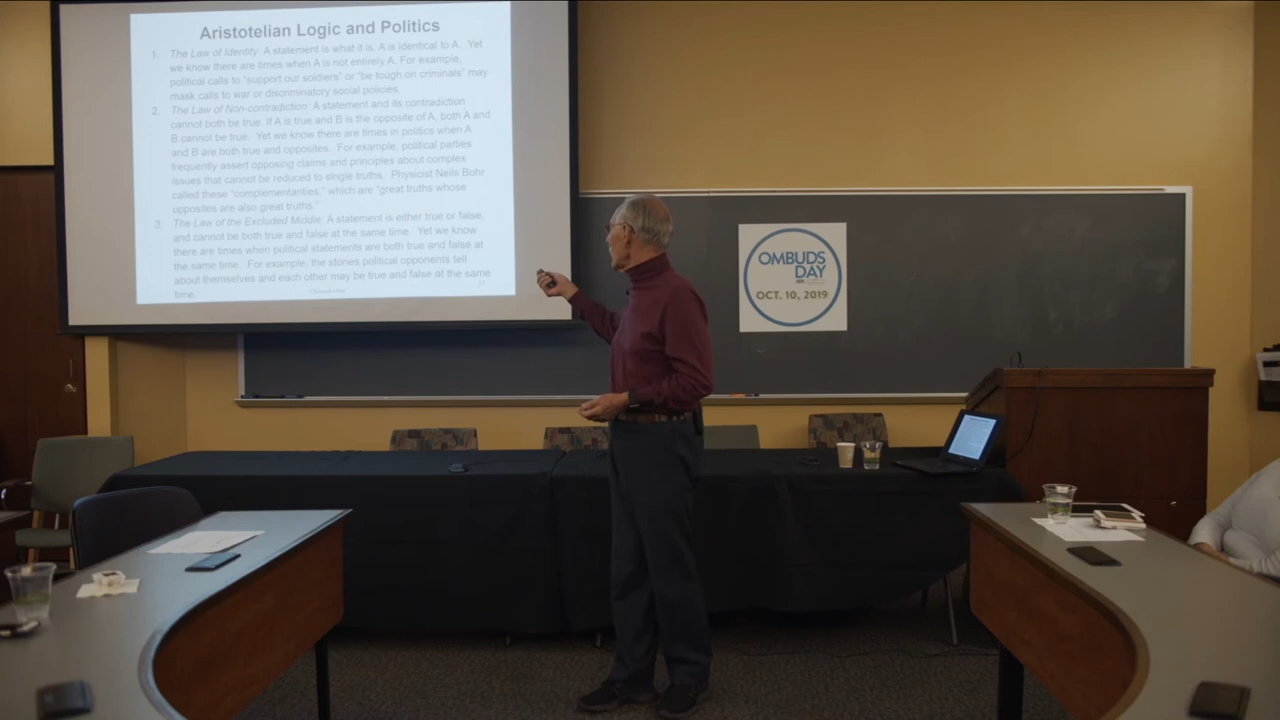 Aristotelian Logic and Politics
1. The Law of Identity: A statement is what it is. A is identical to A. Yet
we know there are times when A is not entirely A. For example,
political calls to "support our soldiers" or "be tough on criminals" may
mask calls to war or discriminatory social policies.
2. The Law of Non-contradiction: A statement and its contradiction
cannot both be true. If A is true and B is the opposite of A, both A and
B cannot be true. Yet we know there are times in politics when A
and B are both true and opposites. For example, political parties
frequently assert opposing claims and principles about complex
issues that cannot be reduced to single truths. Physicist Neils Bohr
called these "complementarities," which are "great truths whose
opposites are also great truths."
3. The Law of the Excluded Middle: A statement is either true or false,
and cannot be both true and false at the same time. Yet we know
there are times when political statements are both true and false at
the same time. For example, the stories political opponents tell
about themselves and each other may be true and false at the same
time.
OMBUDS
DAY
OCT. 10, 2019